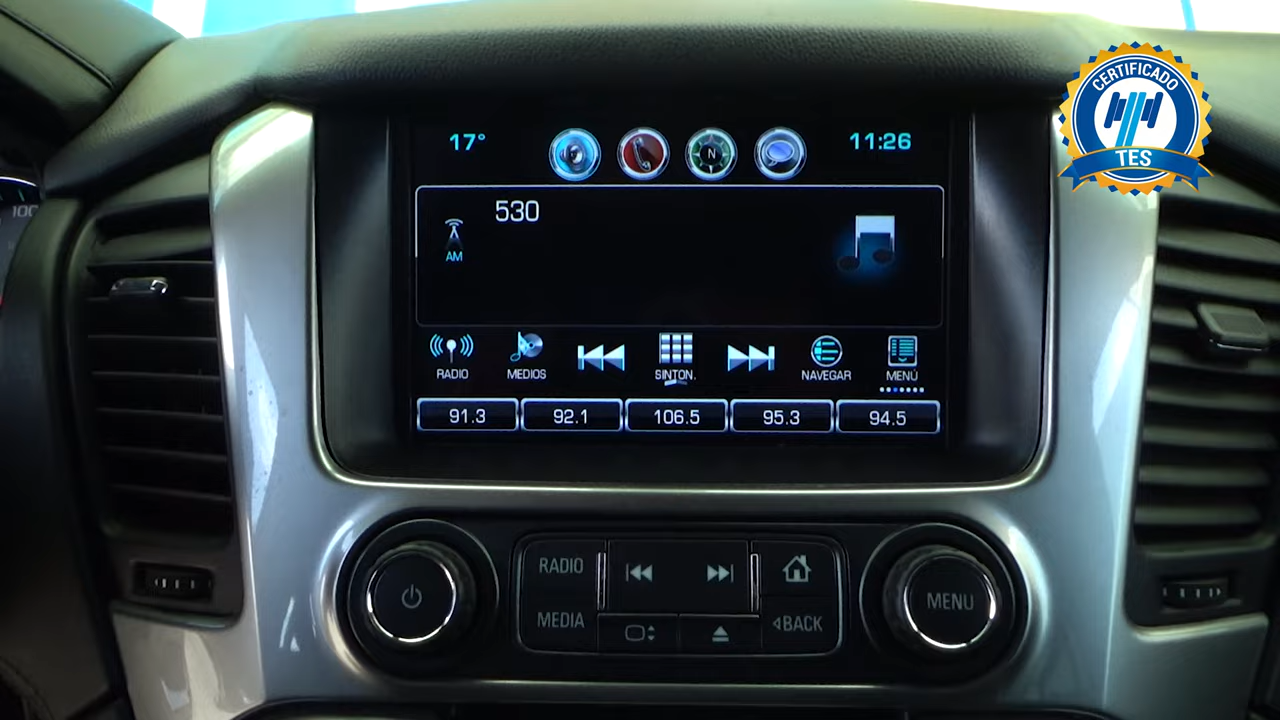 17°
11:26
N
530
AM
RADIO
MEDIOS
SINTON.
NAVEGAR
MENÚ
91.3
92.1
106.5
95.3
94.5
RADIO
MEDIA
◁BACK
MENU
100
CERTIFICADO
TES